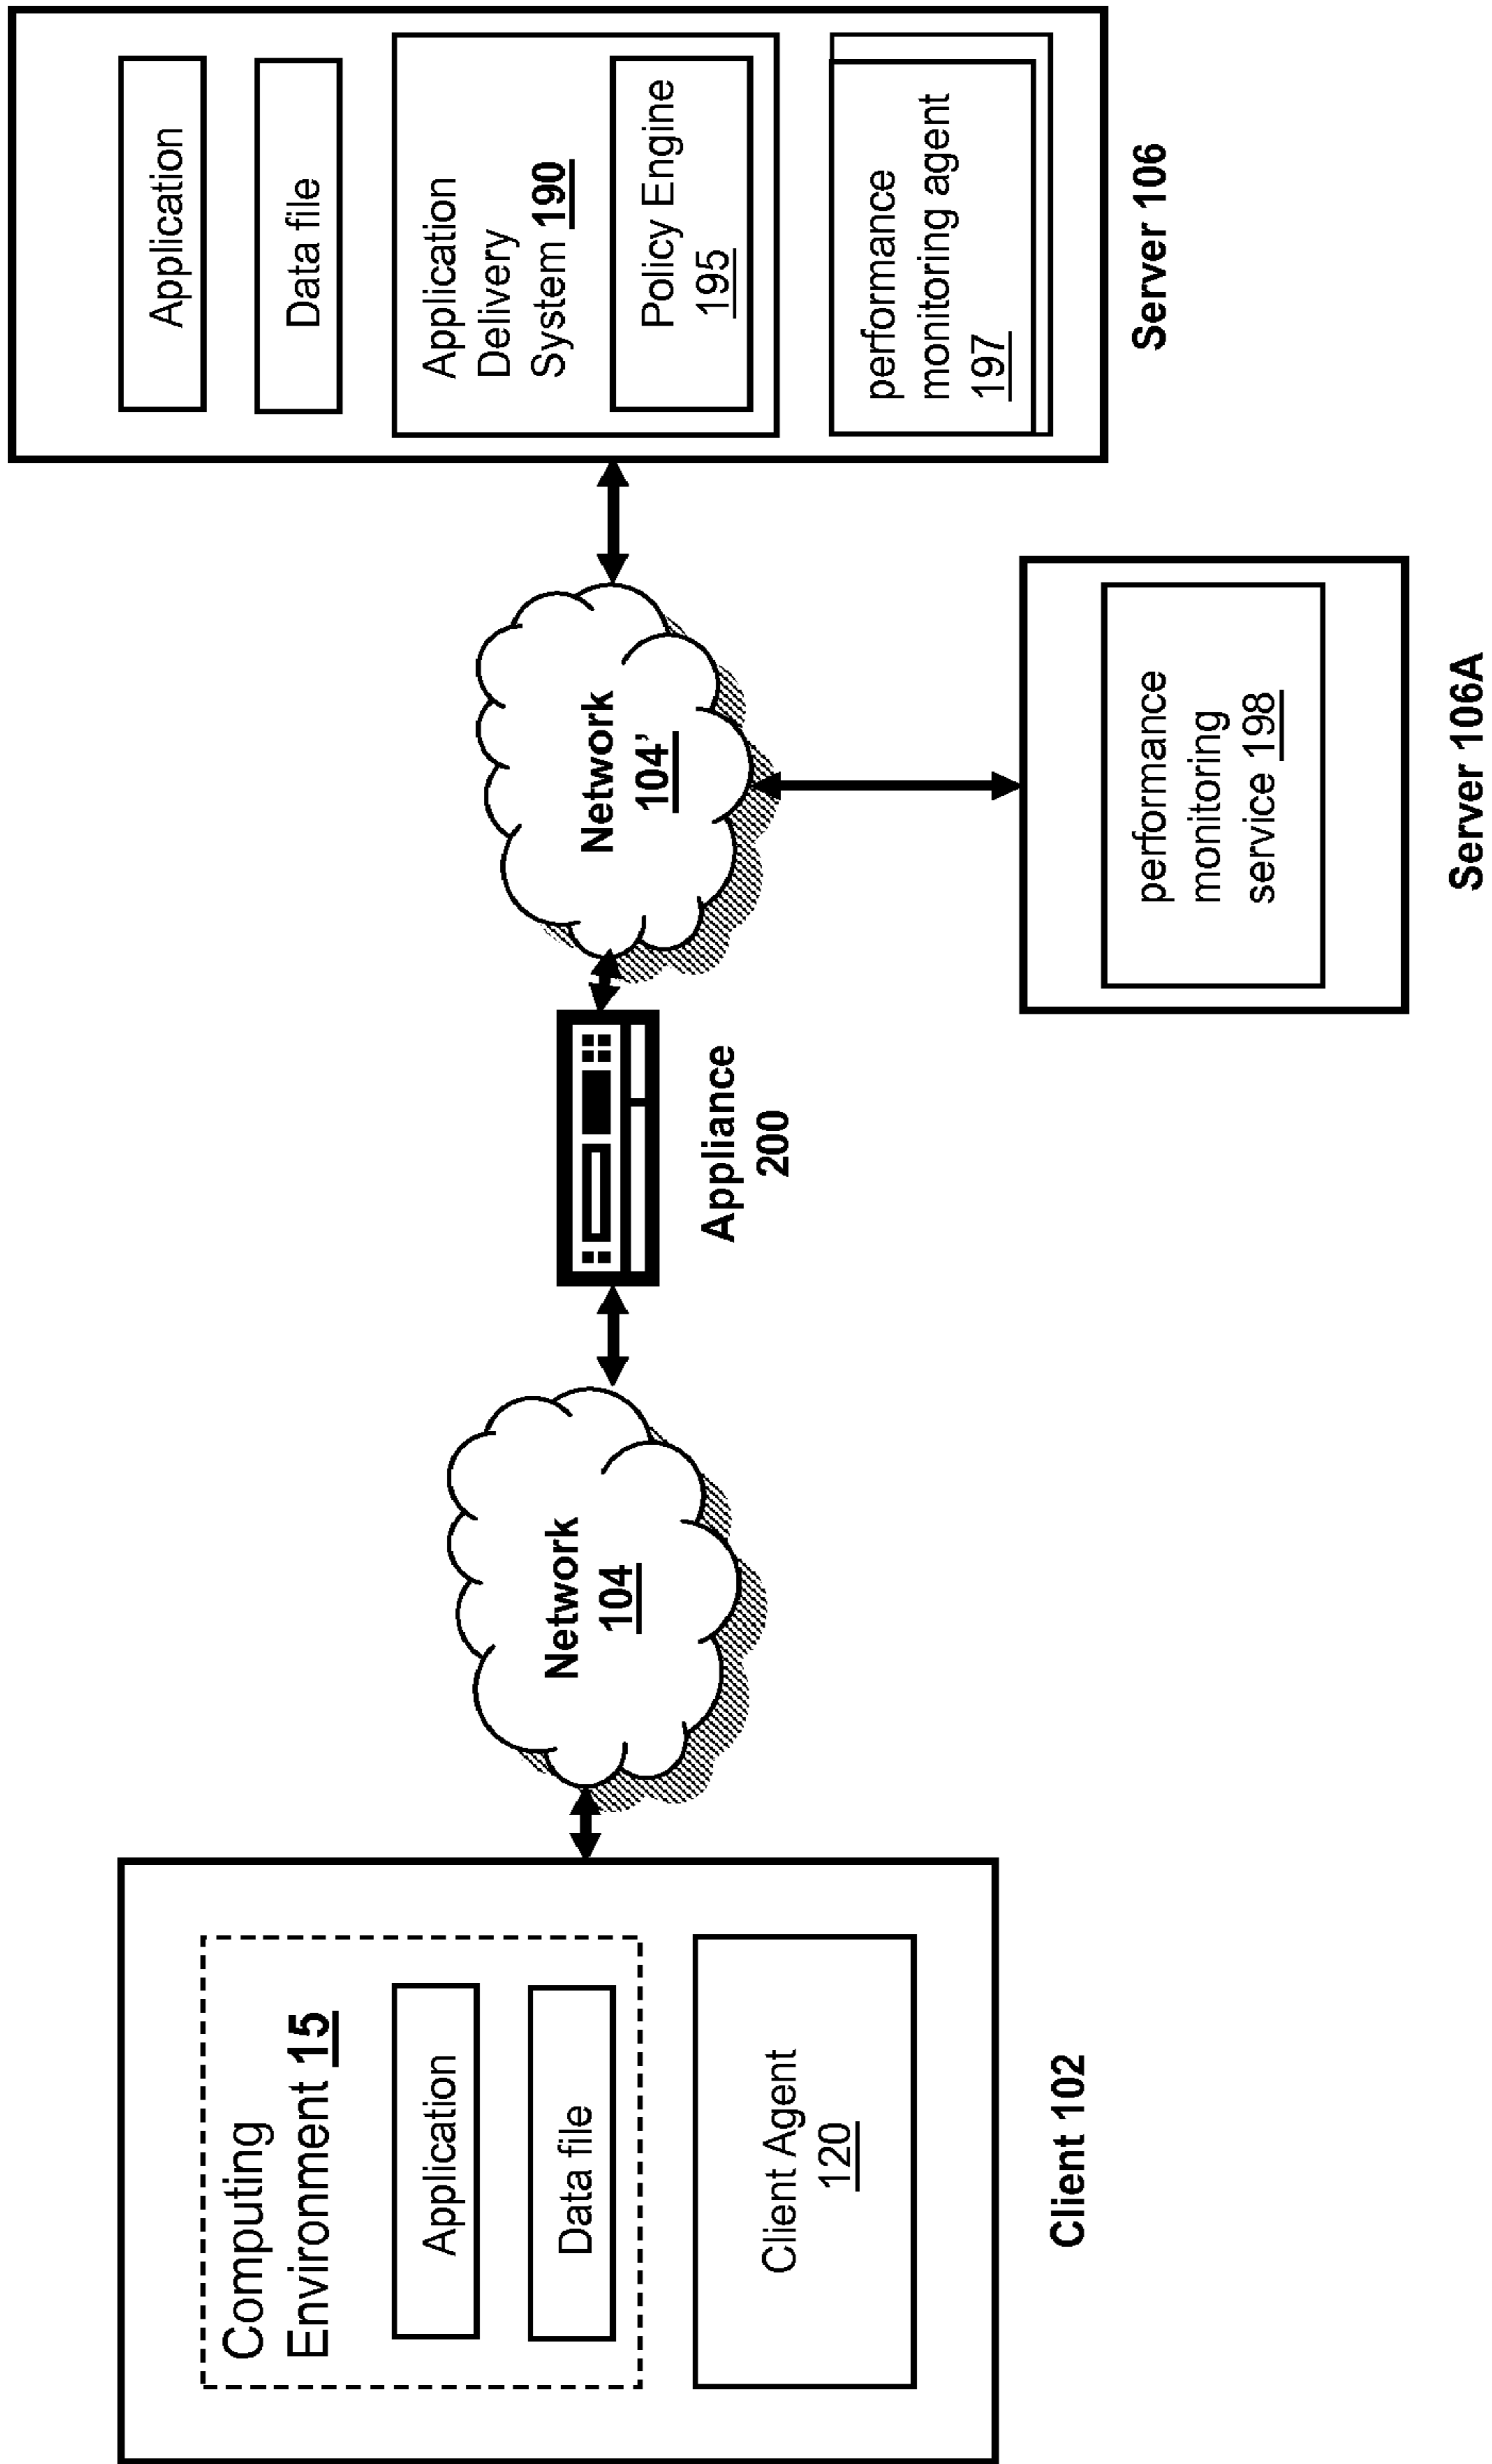 Computing
Environment 15
Application
Data file
Client Agent
120
Client 102
Network
104
Appliance
200
Network
104’
performance
monitoring
service 198
Server 106A
Application
Data file
Application
Delivery
System 190
Policy Engine
195
performance
monitoring agent
197
Server 106